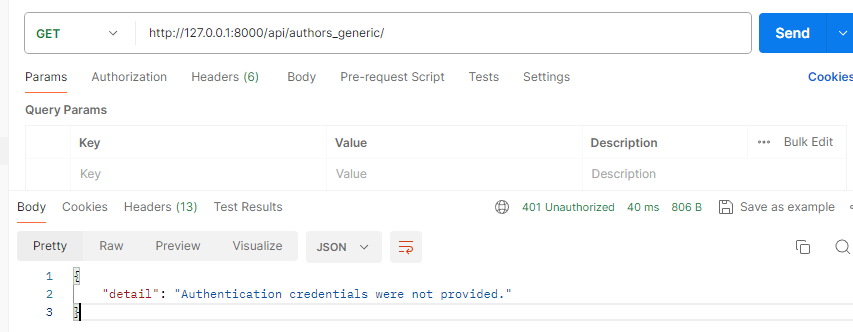 GET http://127.0.0.1:8000/api/authors_generic/ Send
Params Authorization Headers (6) Body Pre-request Script Tests Settings Cookies
Query Params
Key Value Description ••• Bulk Edit
Key Value Description
Body Cookies Headers (13) Test Results 401 Unauthorized 40 ms 806 B Save as example
Pretty Raw Preview Visualize JSON
1 {
2 "detail": "Authentication credentials were not provided."
3 }